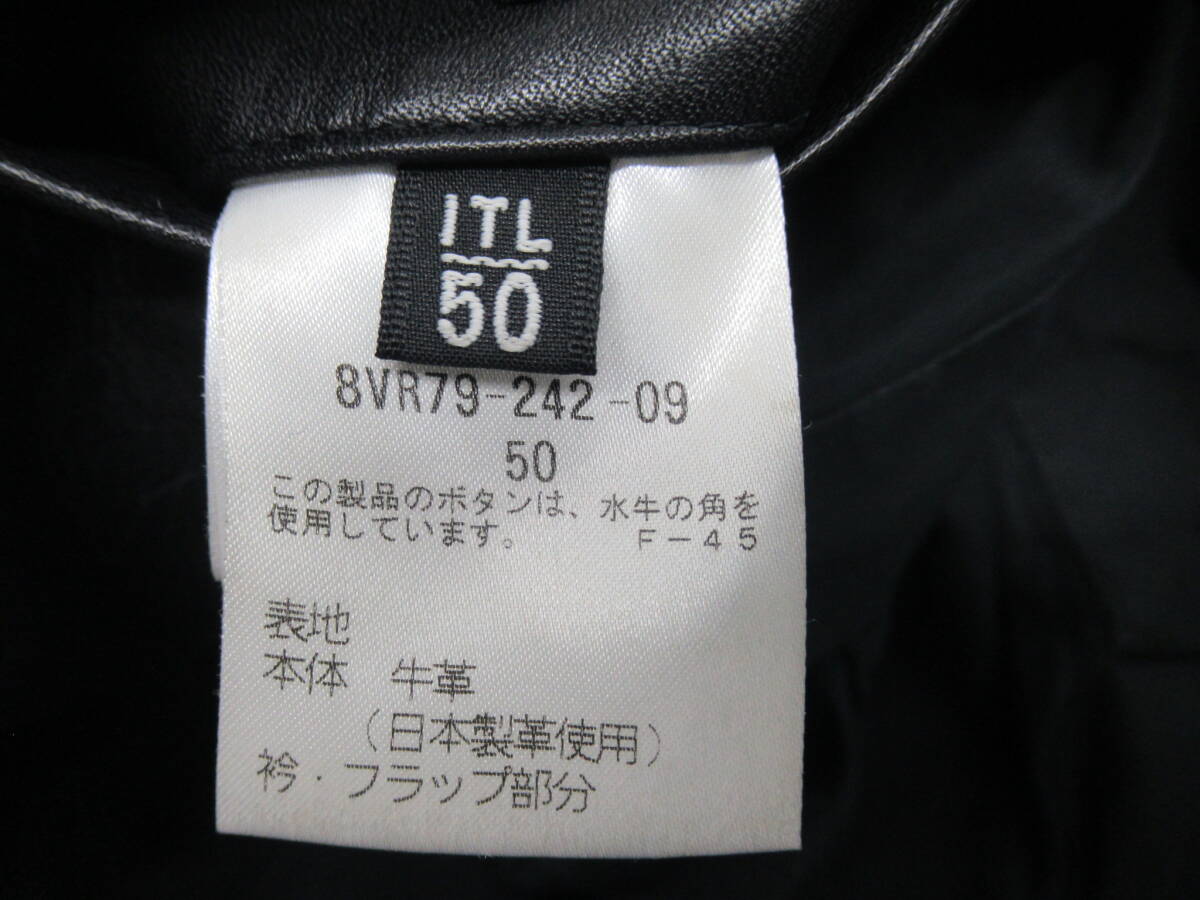 ITL
50
8VR79-242-09
50
この製品のボタンは、水牛の角を
使用しています。 F-45
表地
本体 牛革
(日本製革使用)
衿・フラップ部分